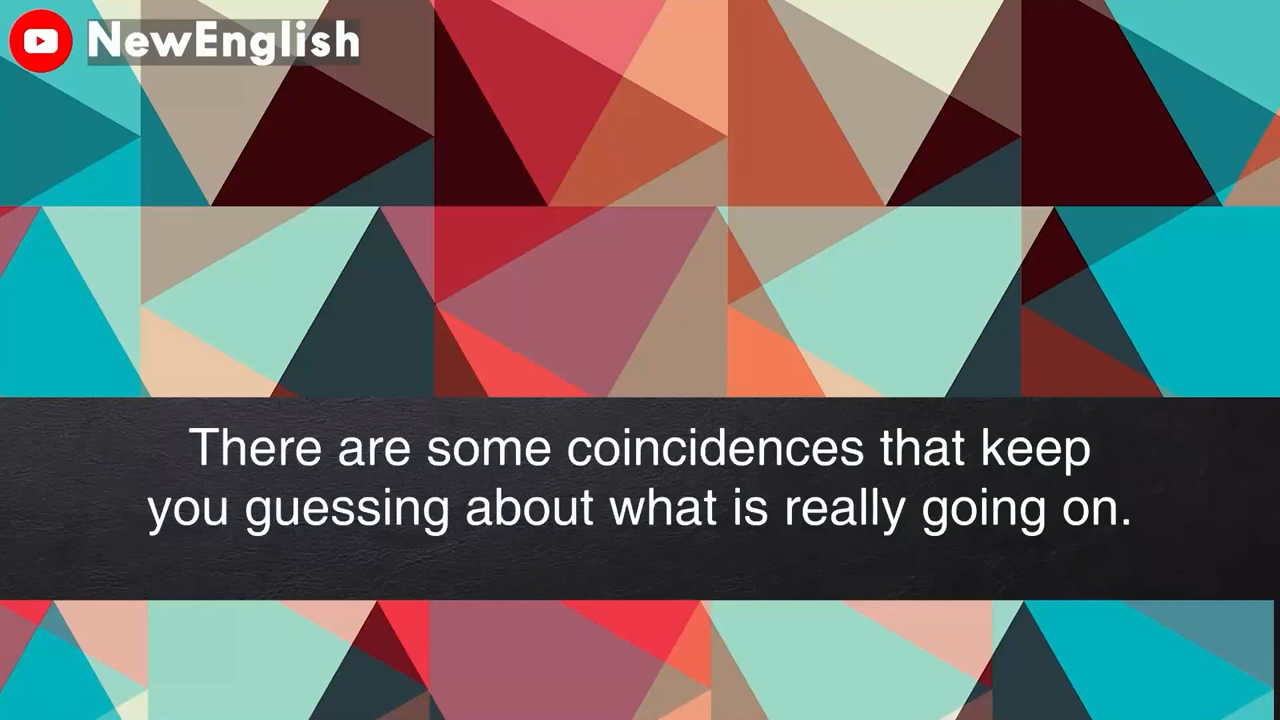 NewEnglish
There are some coincidences that keep
you guessing about what is really going on.